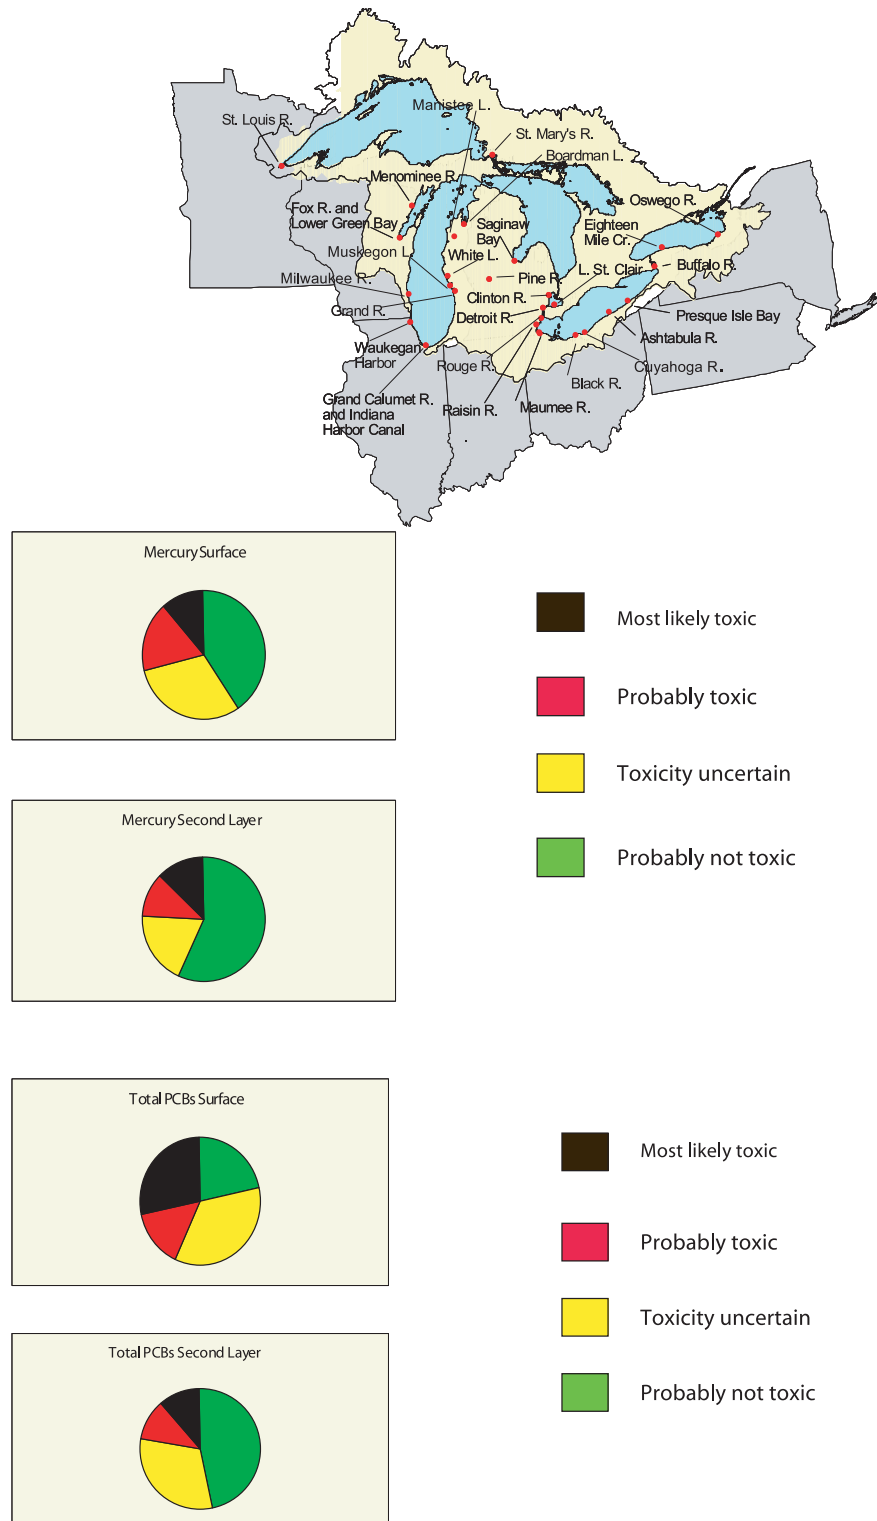 Manistee L.
St. Louis R.
St. Mary's R.
Boardman L.
Menominee R.
Oswego R.
Fox R. and
Lower Green Bay
Saginaw
Bay
Eighteen
Mile Cr.
Muskegon L.
White L.
L. St. Clair
Buffalo R.
Milwaukee R.
Pine R.
Clinton R.
Grand R.
Detroit R.
Presque Isle Bay
Ashtabula R.
Waukegan
Harbor
Rouge R.
Cuyahoga R.
Black R.
Grand Calumet R.
and Indiana
Harbor Canal
Raisin R.
Maumee R.
Mercury Surface
Most likely toxic
Probably toxic
Toxicity uncertain
Probably not toxic
Mercury Second Layer
Total PCBs Surface
Most likely toxic
Probably toxic
Toxicity uncertain
Probably not toxic
Total PCBs Second Layer